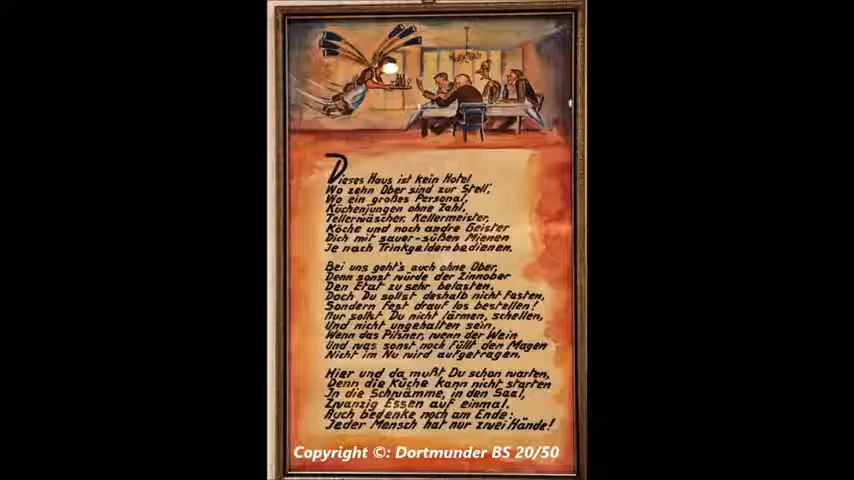 Dieses Haus ist kein Hotel
Wo zehn Ober sind zur Stell',
Wo ein großes Personal,
Küchenjungen ohne Zahl,
Tellerwäscher, Kellermeister,
Köche und noch andre Geister
Dich mit sauer-süßen Mienen
Je nach Trinkgeldern bedienen.
Bei uns geht's auch ohne Ober,
Denn sonst würde der Zinnober
Den Etat zu sehr belasten,
Doch Du sollst deshalb nicht fasten,
Sondern fest drauf los bestellen!
Nur sollst Du nicht lärmen, schellen,
Und nicht ungehalten sein,
Wenn das Pilsner, wenn der Wein
Und was sonst noch füllt den Magen
Nicht im Nu wird aufgetragen.
Hier und da mußt Du schon warten,
Denn die Küche kann nicht starten
In die Schwämme, in den Saal,
Zwanzig Essen auf einmal.
Auch bedenke noch am Ende:
Jeder Mensch hat nur zwei Hände!
Copyright ©: Dortmunder BS 20/50